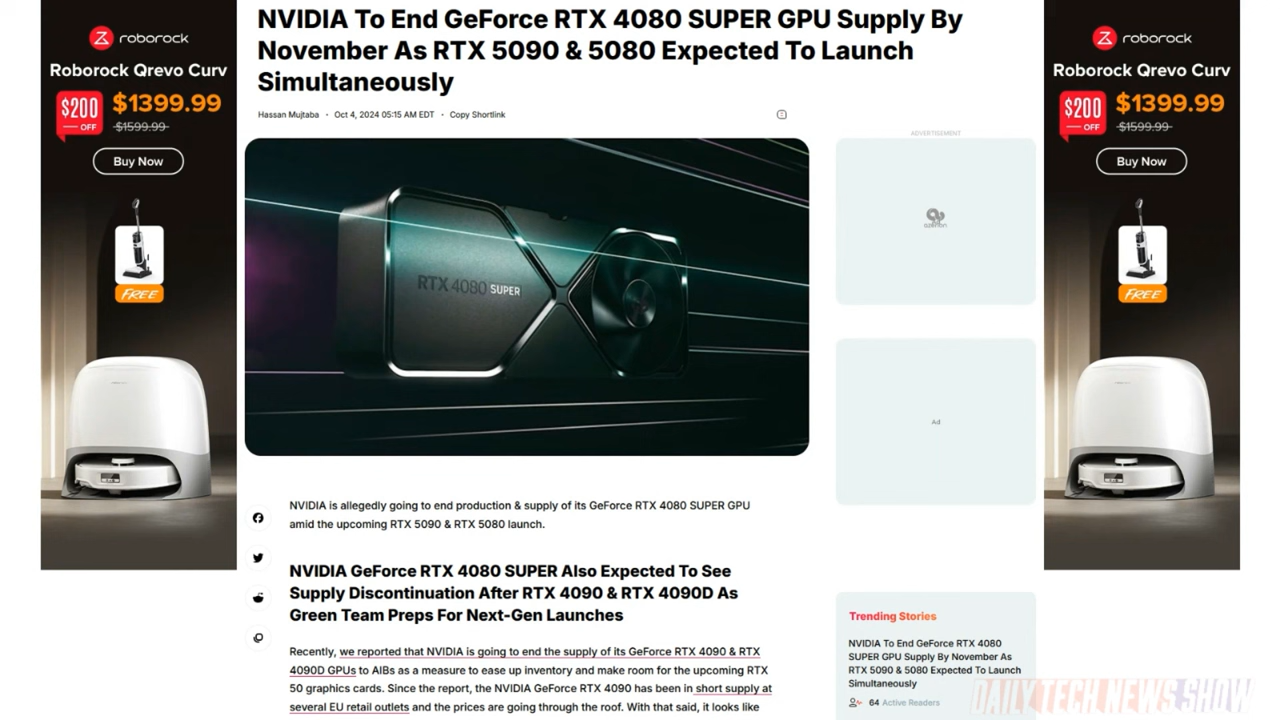 roborock
Roborock Qrevo Curv
$200
OFF
$1399.99
$1599.99
Buy Now
FREE
NVIDIA To End GeForce RTX 4080 SUPER GPU Supply By
November As RTX 5090 & 5080 Expected To Launch
Simultaneously
Hassan Mujtaba • Oct 4, 2024 05:15 AM EDT • Copy Shortlink
RTX 4080 SUPER
NVIDIA is allegedly going to end production & supply of its GeForce RTX 4080 SUPER GPU
amid the upcoming RTX 5090 & RTX 5080 launch.
NVIDIA GeForce RTX 4080 SUPER Also Expected To See
Supply Discontinuation After RTX 4090 & RTX 4090D As
Green Team Preps For Next-Gen Launches
Recently, we reported that NVIDIA is going to end the supply of its GeForce RTX 4090 & RTX
4090D GPUs to AIBs as a measure to ease up inventory and make room for the upcoming RTX
50 graphics cards. Since the report, the NVIDIA GeForce RTX 4090 has been in short supply at
several EU retail outlets and the prices are going through the roof. With that said, it looks like
ADVERTISEMENT
Ad
Trending Stories
NVIDIA To End GeForce RTX 4080
SUPER GPU Supply By November As
RTX 5090 & 5080 Expected To Launch
Simultaneously
64 Active Readers
roborock
Roborock Qrevo Curv
$200
OFF
$1399.99
$1599.99
Buy Now
FREE
DAILY TECH NEWS SHOW